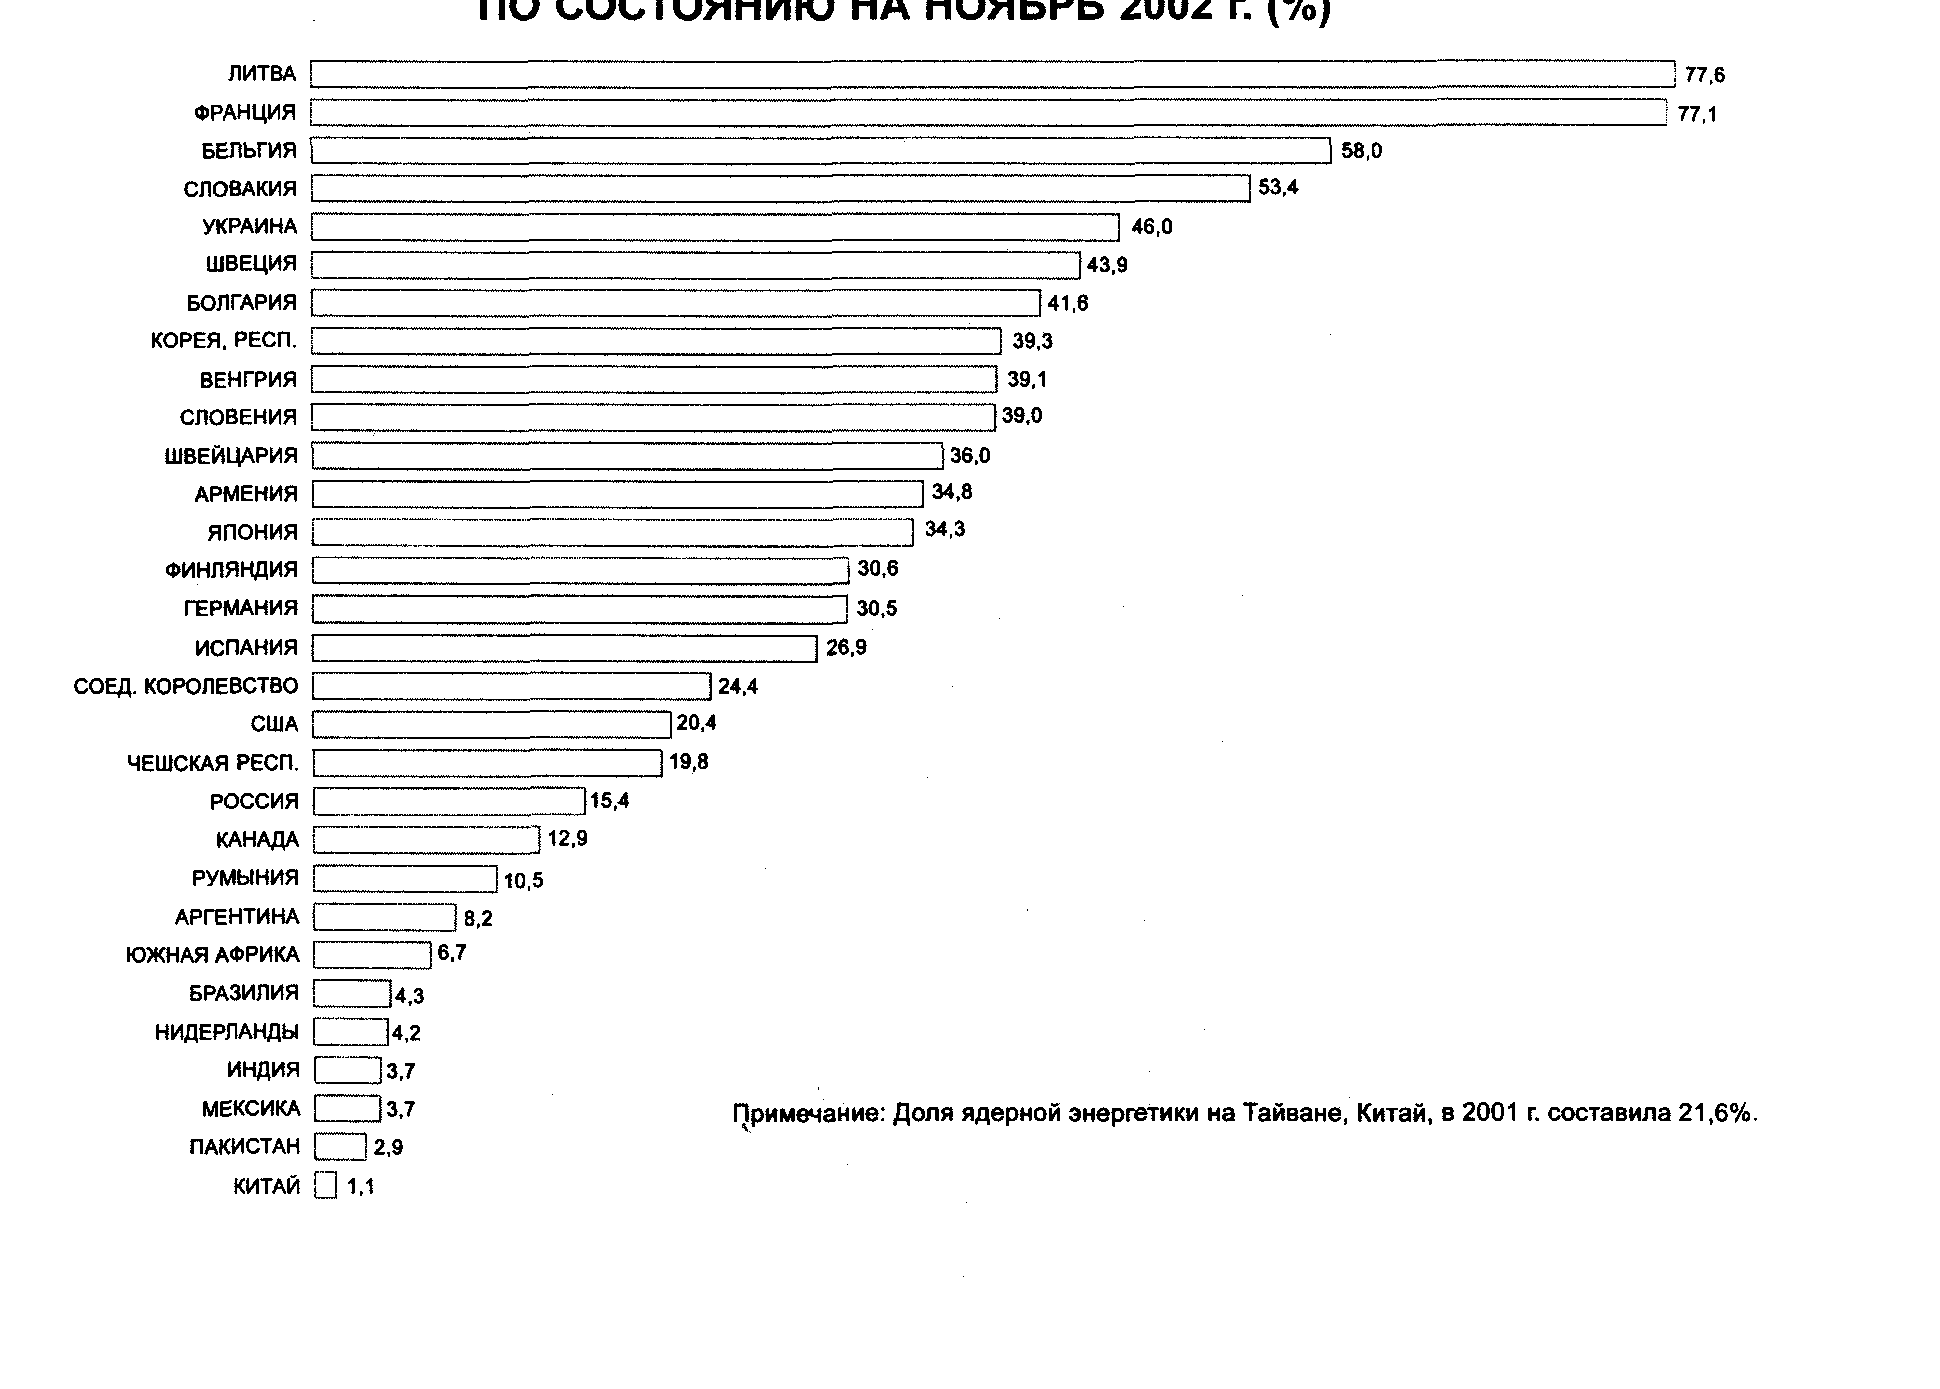 ПО СОСТОЯНИЮ НА НОЯБРЬ 2002 г. (%)
ЛИТВА 77,6
ФРАНЦИЯ 77,1
БЕЛЬГИЯ 58,0
СЛОВАКИЯ 53,4
УКРАИНА 46,0
ШВЕЦИЯ 43,9
БОЛГАРИЯ 41,6
КОРЕЯ, РЕСП. 39,3
ВЕНГРИЯ 39,1
СЛОВЕНИЯ 39,0
ШВЕЙЦАРИЯ 36,0
АРМЕНИЯ 34,8
ЯПОНИЯ 34,3
ФИНЛЯНДИЯ 30,6
ГЕРМАНИЯ 30,5
ИСПАНИЯ 26,9
СОЕД. КОРОЛЕВСТВО 24,4
США 20,4
ЧЕШСКАЯ РЕСП. 19,8
РОССИЯ 15,4
КАНАДА 12,9
РУМЫНИЯ 10,5
АРГЕНТИНА 8,2
ЮЖНАЯ АФРИКА 6,7
БРАЗИЛИЯ 4,3
НИДЕРЛАНДЫ 4,2
ИНДИЯ 3,7
МЕКСИКА 3,7 Примечание: Доля ядерной энергетики на Тайване, Китай, в 2001 г. составила 21,6%.
ПАКИСТАН 2,9
КИТАЙ 1,1